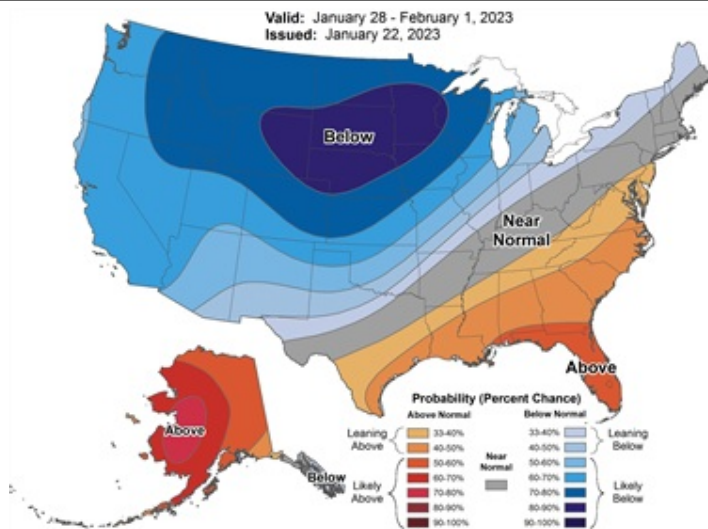 Valid: January 28 - February 1, 2023
Issued: January 22, 2023
Below
Near
Normal
Above
Above
Below
Probability (Percent Chance)
Above Normal
Below Normal
Leaning
Above
33-40%
40-50%
50-60%
60-70%
70-80%
80-90%
90-100%
Likely
Above
Near
Normal
33-40%
40-50%
50-60%
60-70%
70-80%
80-90%
90-100%
Leaning
Below
Likely
Below